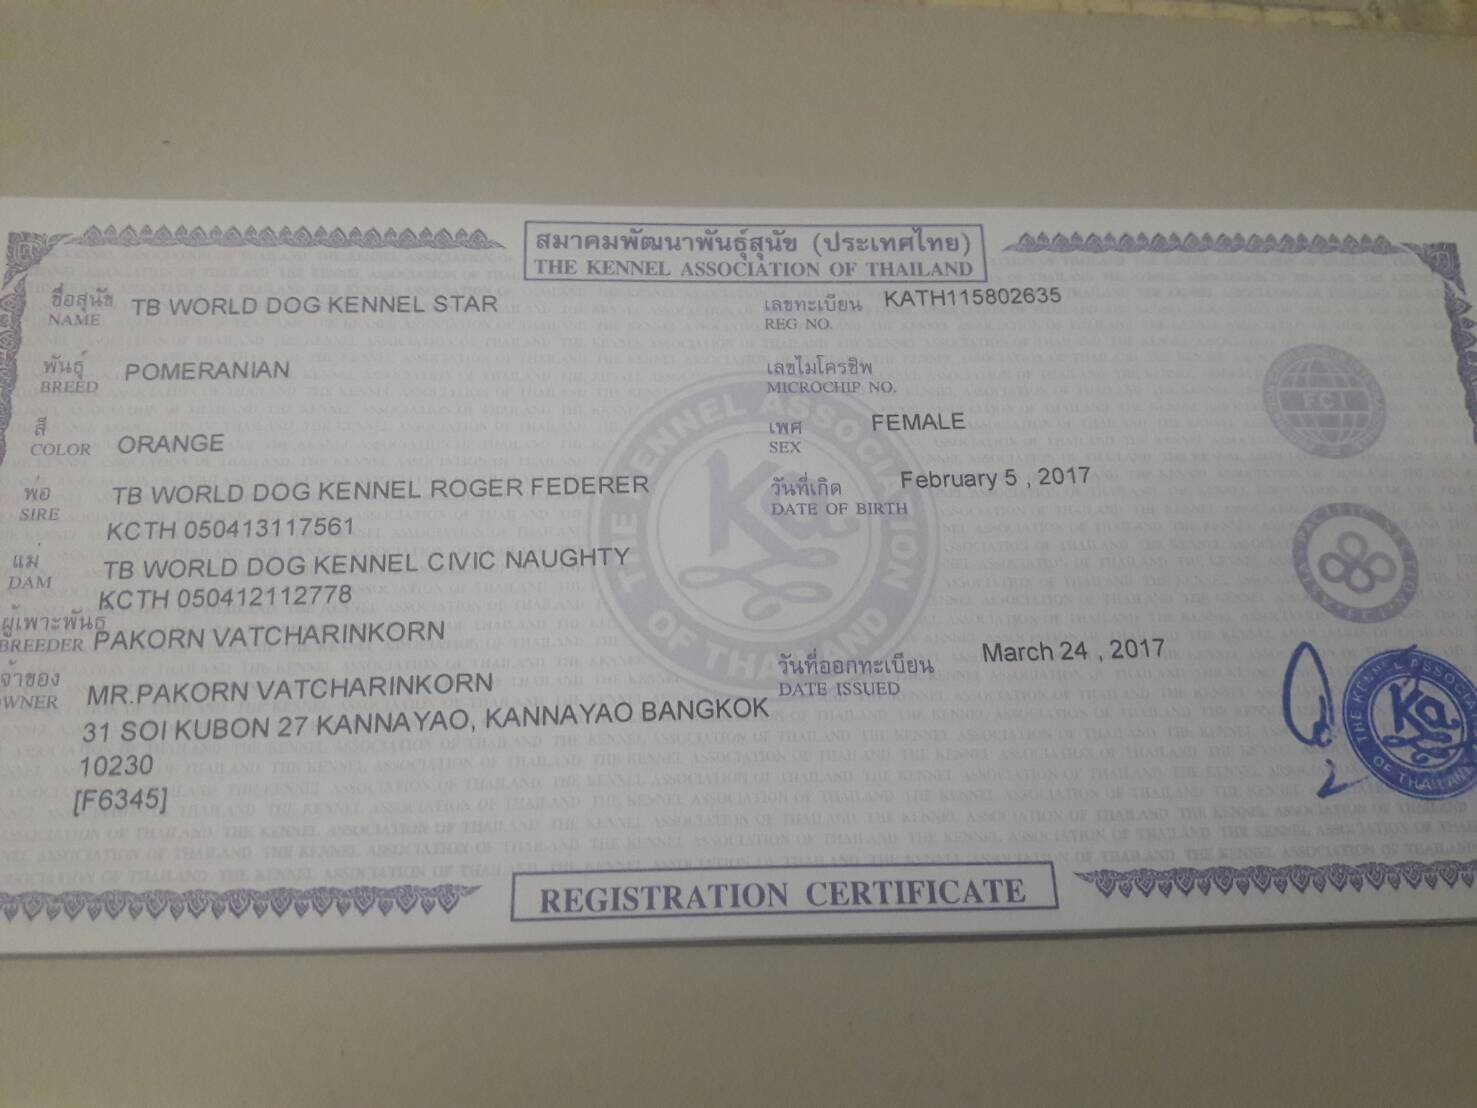 สมาคมพัฒนาพันธุ์สุนัข (ประเทศไทย)
THE KENNEL ASSOCIATION OF THAILAND
ชื่อสุนัข TB WORLD DOG KENNEL STAR
NAME
เลขทะเบียน KATH115802635
REG NO.
พันธุ์ POMERANIAN
BREED
เลขไมโครชิพ
MICROCHIP NO.
สี ORANGE
COLOR
เพศ FEMALE
SEX
พ่อ TB WORLD DOG KENNEL ROGER FEDERER
SIRE KCTH 050413117561
วันที่เกิด February 5 , 2017
DATE OF BIRTH
แม่ TB WORLD DOG KENNEL CIVIC NAUGHTY
DAM KCTH 050412112778
ผู้เพาะพันธุ์
BREEDER PAKORN VATCHARINKORN
จ้าของ MR.PAKORN VATCHARINKORN
WNER 31 SOI KUBON 27 KANNAYAO, KANNAYAO BANGKOK
10230
[F6345]
วันที่ออกทะเบียน March 24 , 2017
DATE ISSUED
THE KENNEL ASSOCIATION OF THAILAND
Ka
FCI
REGISTRATION CERTIFICATE